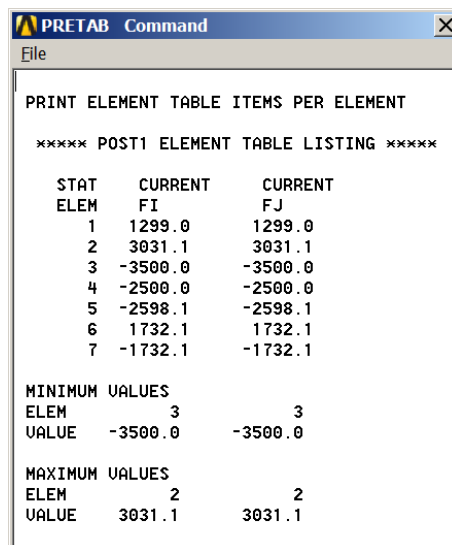 PRETAB Command
File
PRINT ELEMENT TABLE ITEMS PER ELEMENT
***** POST1 ELEMENT TABLE LISTING *****
STAT CURRENT CURRENT
ELEM FI FJ
1 1299.0 1299.0
2 3031.1 3031.1
3 -3500.0 -3500.0
4 -2500.0 -2500.0
5 -2598.1 -2598.1
6 1732.1 1732.1
7 -1732.1 -1732.1
MINIMUM VALUES
ELEM 3 3
VALUE -3500.0 -3500.0
MAXIMUM VALUES
ELEM 2 2
VALUE 3031.1 3031.1